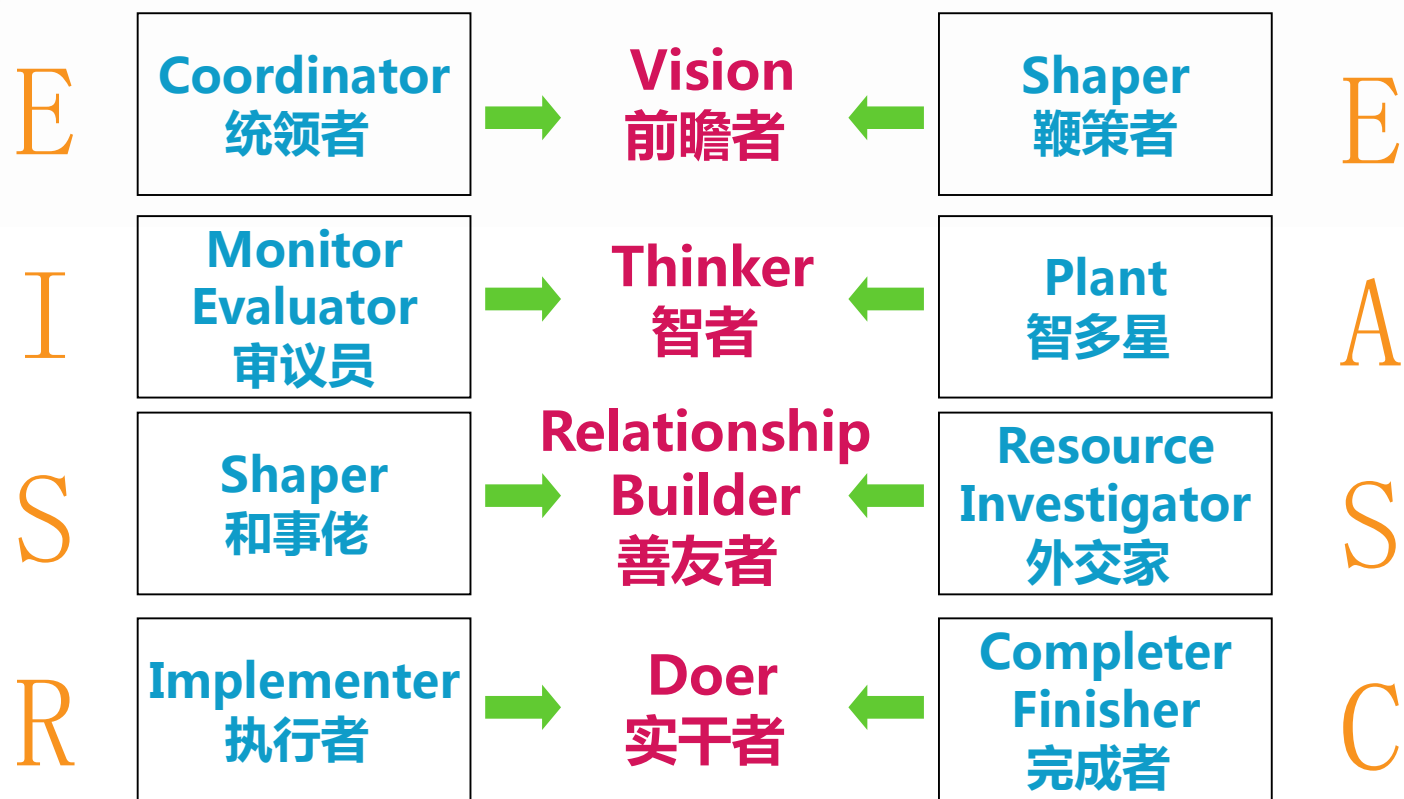 E
Coordinator
统领者
Vision
前瞻者
Shaper
鞭策者
E
I
Monitor
Evaluator
审议员
Thinker
智者
Plant
智多星
A
S
Shaper
和事佬
Relationship
Builder
善友者
Resource
Investigator
外交家
S
R
Implementer
执行者
Doer
实干者
Completer
Finisher
完成者
C